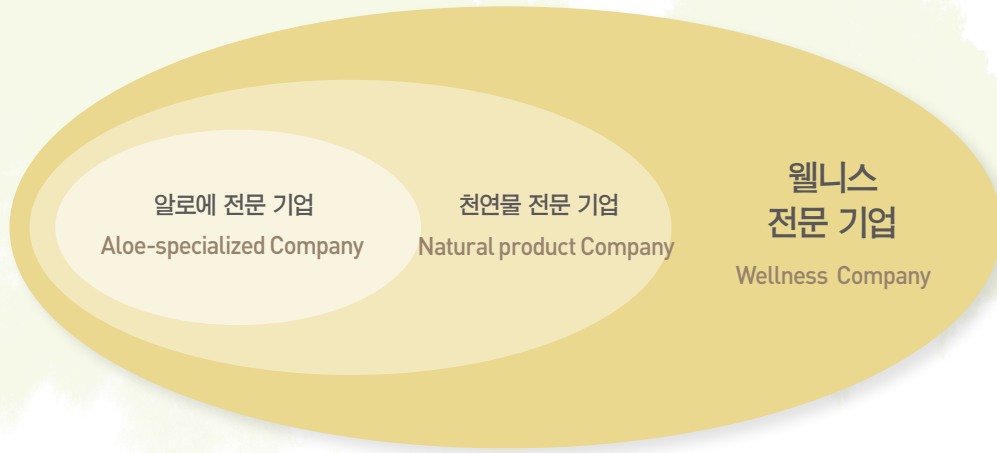 알로에 전문 기업
Aloe-specialized Company
천연물 전문 기업
Natural product Company
웰니스
전문 기업
Wellness Company